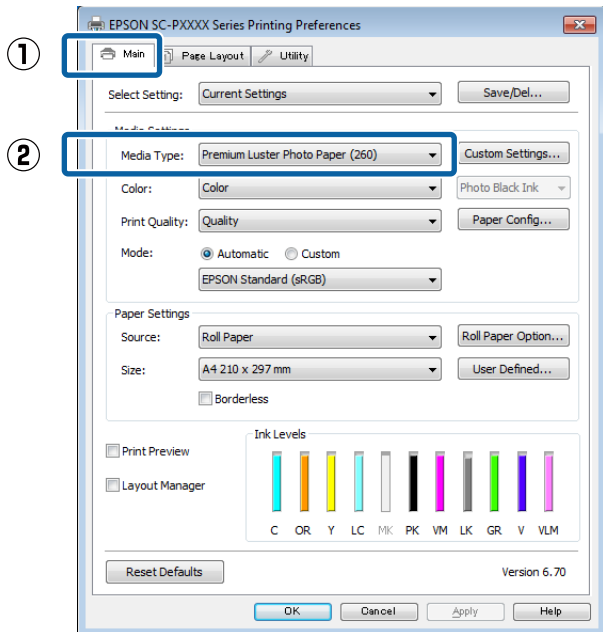 EPSON SC-PXXXX Series Printing Preferences
① Main Page Layout Utility
Select Setting: Current Settings Save/Del...
Media Settings
② Media Type: Premium Luster Photo Paper (260) Custom Settings...
Color: Color Photo Black Ink
Print Quality: Quality Paper Config...
Mode: Automatic Custom
EPSON Standard (sRGB)
Paper Settings
Source: Roll Paper Roll Paper Option...
Size: A4 210 x 297 mm User Defined...
Borderless
Ink Levels
Print Preview
Layout Manager
C OR Y LC MK PK VM LK GR V VLM
Reset Defaults Version 6.70
OK Cancel Apply Help